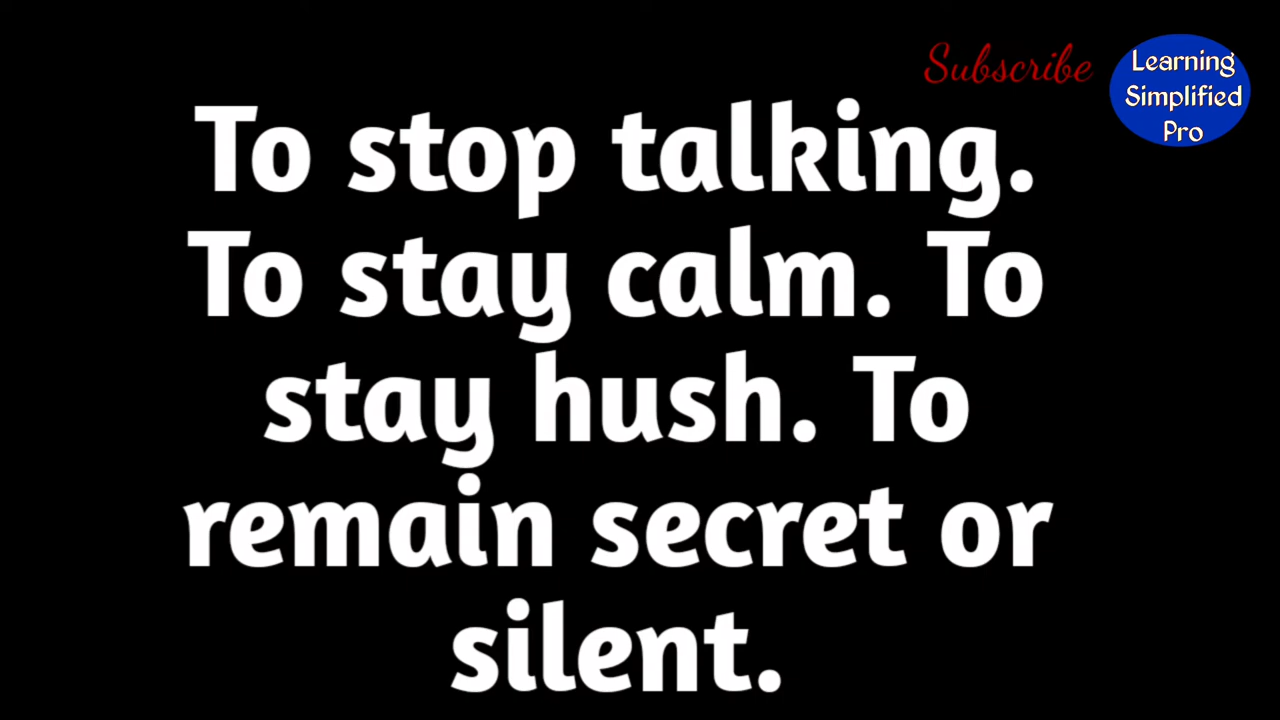 Subscribe
Learning
Simplified
Pro
To stop talking.
To stay calm. To
stay hush. To
remain secret or
silent.